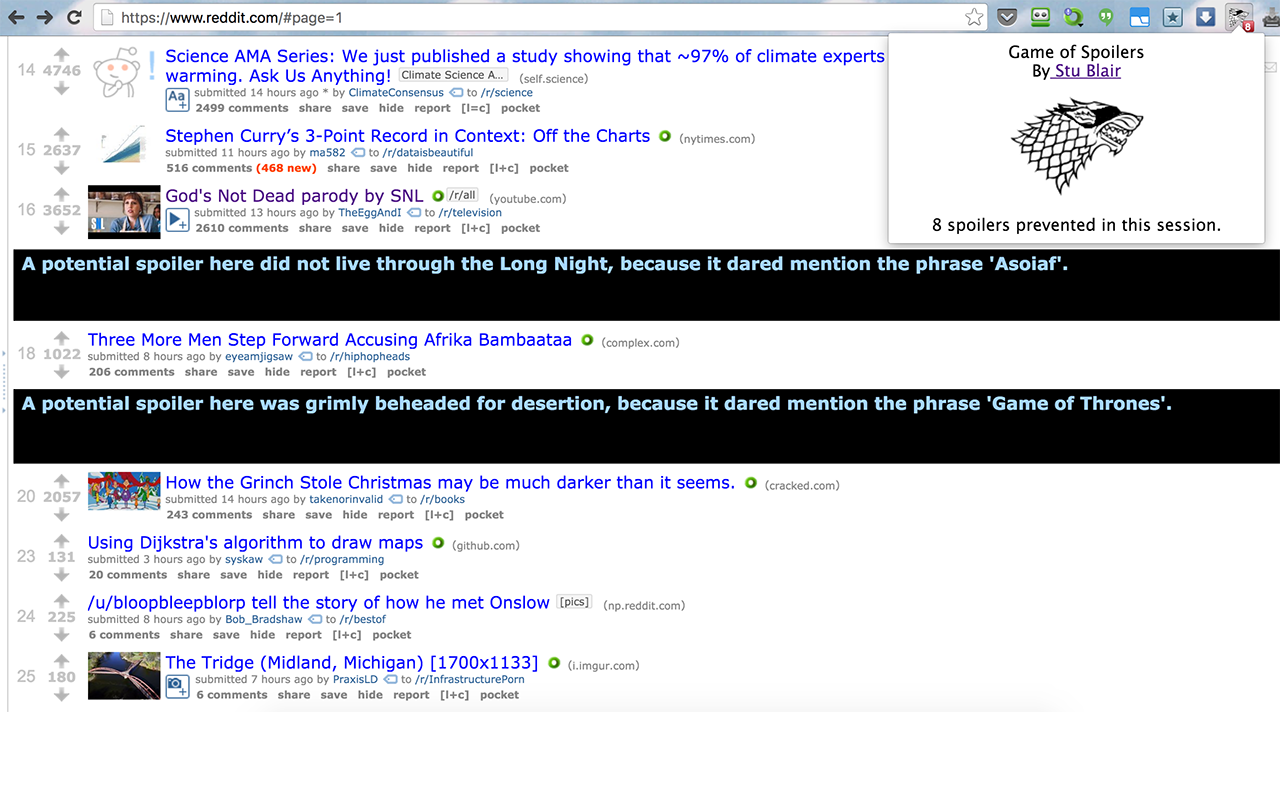 https://www.reddit.com/#page=1
8
Game of Spoilers
By Stu Blair
8 spoilers prevented in this session.
14 4746 Science AMA Series: We just published a study showing that ~97% of climate experts
warming. Ask Us Anything! Climate Science A... (self.science)
Aa submitted 14 hours ago * by ClimateConsensus to /r/science
2499 comments share save hide report [l=c] pocket
15 2637 Stephen Curry’s 3-Point Record in Context: Off the Charts (nytimes.com)
submitted 11 hours ago by ma582 to /r/dataisbeautiful
516 comments (468 new) share save hide report [l+c] pocket
16 3652 God's Not Dead parody by SNL /r/all (youtube.com)
submitted 13 hours ago by TheEggAndI to /r/television
2610 comments share save hide report [l+c] pocket
A potential spoiler here did not live through the Long Night, because it dared mention the phrase 'Asoiaf'.
18 1022 Three More Men Step Forward Accusing Afrika Bambaataa (complex.com)
submitted 8 hours ago by eyeamjigsaw to /r/hiphopheads
206 comments share save hide report [l+c] pocket
A potential spoiler here was grimly beheaded for desertion, because it dared mention the phrase 'Game of Thrones'.
20 2057 How the Grinch Stole Christmas may be much darker than it seems. (cracked.com)
submitted 14 hours ago by takenorinvalid to /r/books
243 comments share save hide report [l+c] pocket
23 131 Using Dijkstra's algorithm to draw maps (github.com)
submitted 3 hours ago by syskaw to /r/programming
20 comments share save hide report [l+c] pocket
24 225 /u/bloopbleepblorp tell the story of how he met Onslow [pics] (np.reddit.com)
submitted 8 hours ago by Bob_Bradshaw to /r/bestof
6 comments share save hide report [l+c] pocket
25 180 The Tridge (Midland, Michigan) [1700x1133] (i.imgur.com)
submitted 7 hours ago by PraxisLD to /r/InfrastructurePorn
6 comments share save hide report [l+c] pocket